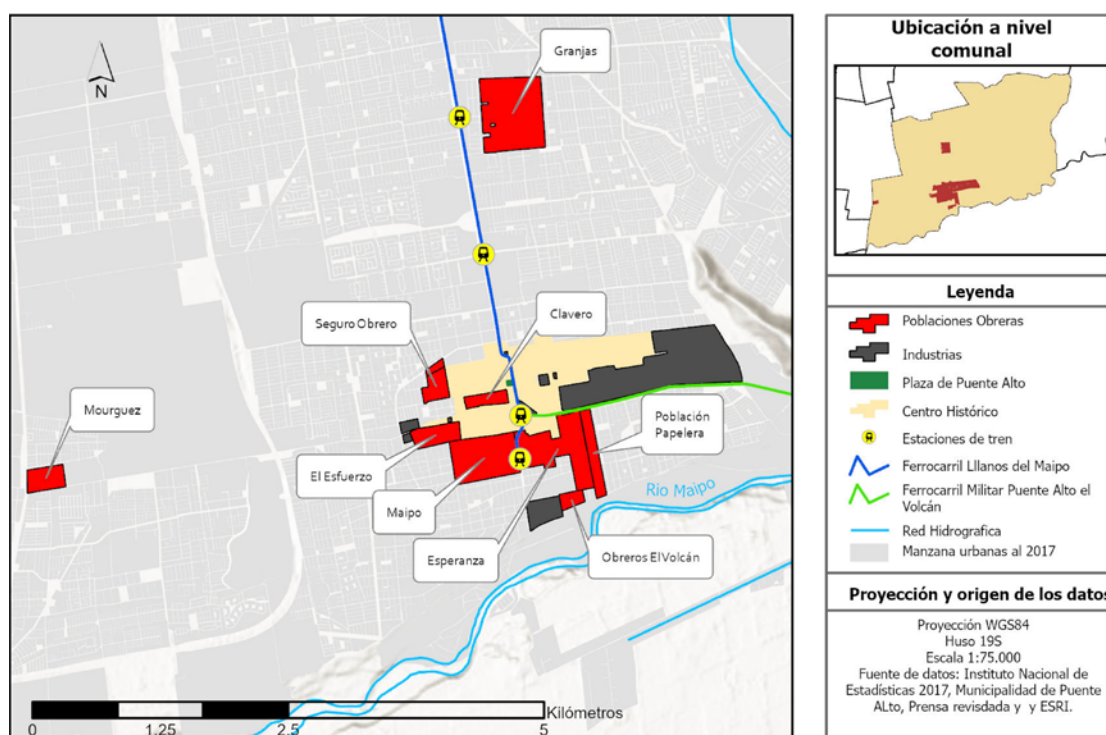 Granjas
N
Seguro Obrero
Clavero
Mourguez
Población
Papelera
El Esfuerzo
Maipo
Río Maipo
Esperanza
Obreros El Volcán
Kilómetros
0
1.25
2.5
5
Ubicación a nivel
comunal
Leyenda
Poblaciones Obreras
Industrias
Plaza de Puente Alto
Centro Histórico
Estaciones de tren
Ferrocarril Lllanos del Maipo
Ferrocarril Militar Puente Alto el
Volcán
Red Hidrografica
Manzana urbanas al 2017
Proyección y origen de los datos
Proyección WGS84
Huso 19S
Escala 1:75.000
Fuente de datos: Instituto Nacional de
Estadísticas 2017, Municipalidad de Puente
ALto, Prensa revisdada y y ESRI.